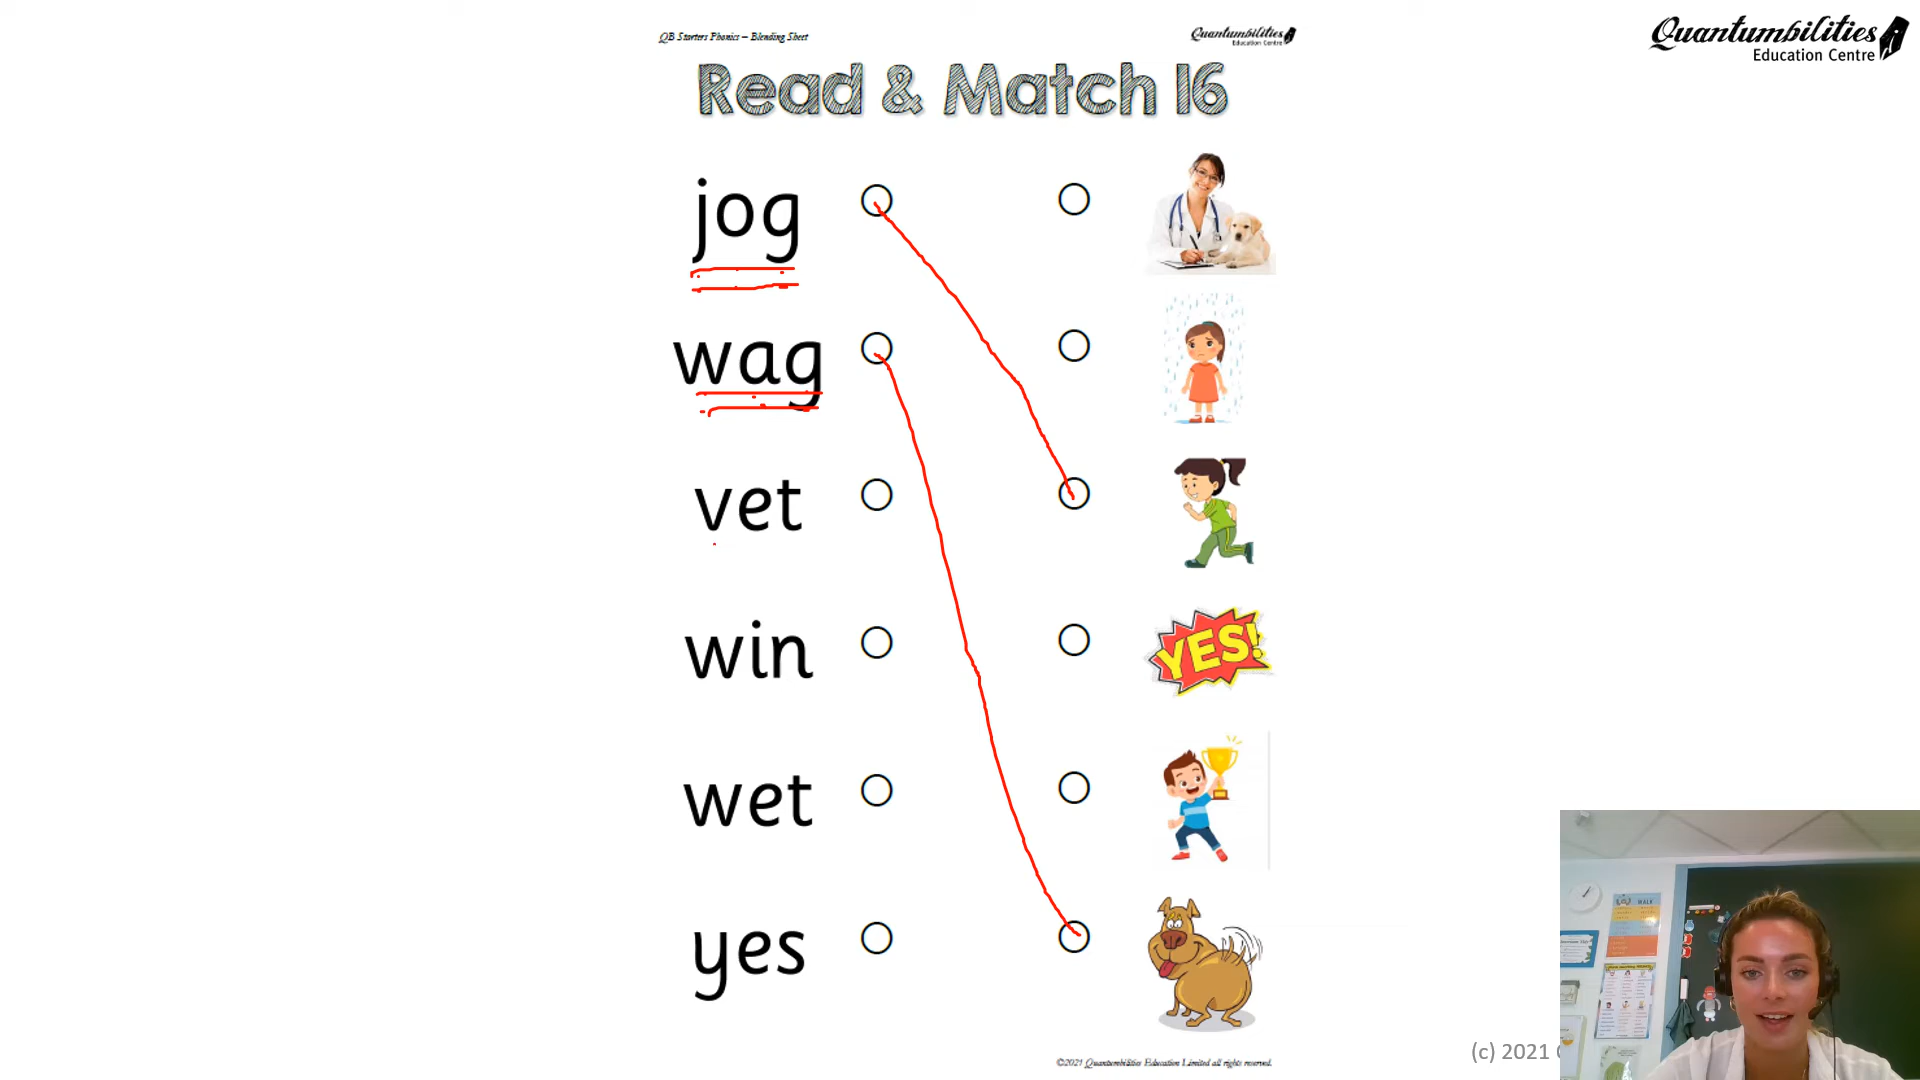 QB Starters Phonics – Blending Sheet
Quantumbilities
Education Centre
Quantumbilities
Education Centre
Read & Match 16
jog
wag
vet
win
wet
yes
YES!
WALK
©2021 Quantumbilities Education Limited all rights reserved.
(c) 2021